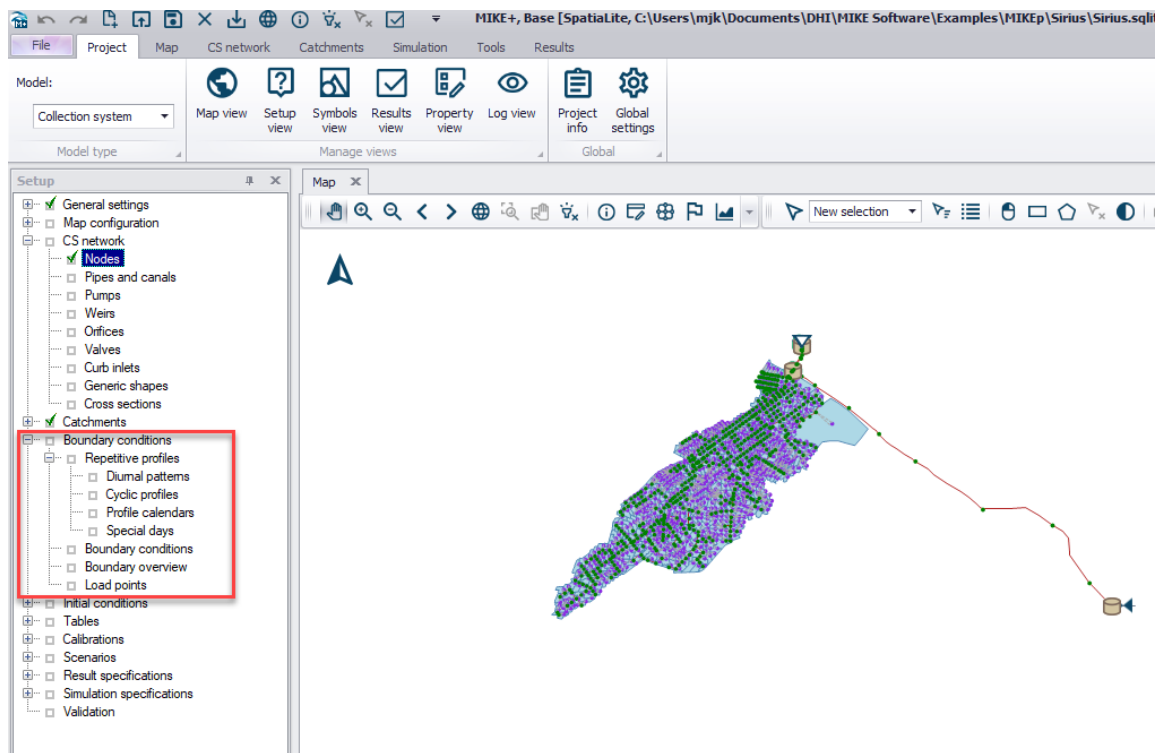 MIKE+, Base [SpatiaLite, C:\Users\mjk\Documents\DHI\MIKE Software\Examples\MIKEp\Sirius\Sirius.sqlit
File Project Map CS network Catchments Simulation Tools Results
Model:
Collection system
Model type
Map view Setup view Symbols view Results view Property view Log view
Manage views
Project info Global settings
Global
Setup
Map
New selection
General settings
Map configuration
CS network
Nodes
Pipes and canals
Pumps
Weirs
Orifices
Valves
Curb inlets
Generic shapes
Cross sections
Catchments
Boundary conditions
Repetitive profiles
Diurnal patterns
Cyclic profiles
Profile calendars
Special days
Boundary conditions
Boundary overview
Load points
Initial conditions
Tables
Calibrations
Scenarios
Result specifications
Simulation specifications
Validation